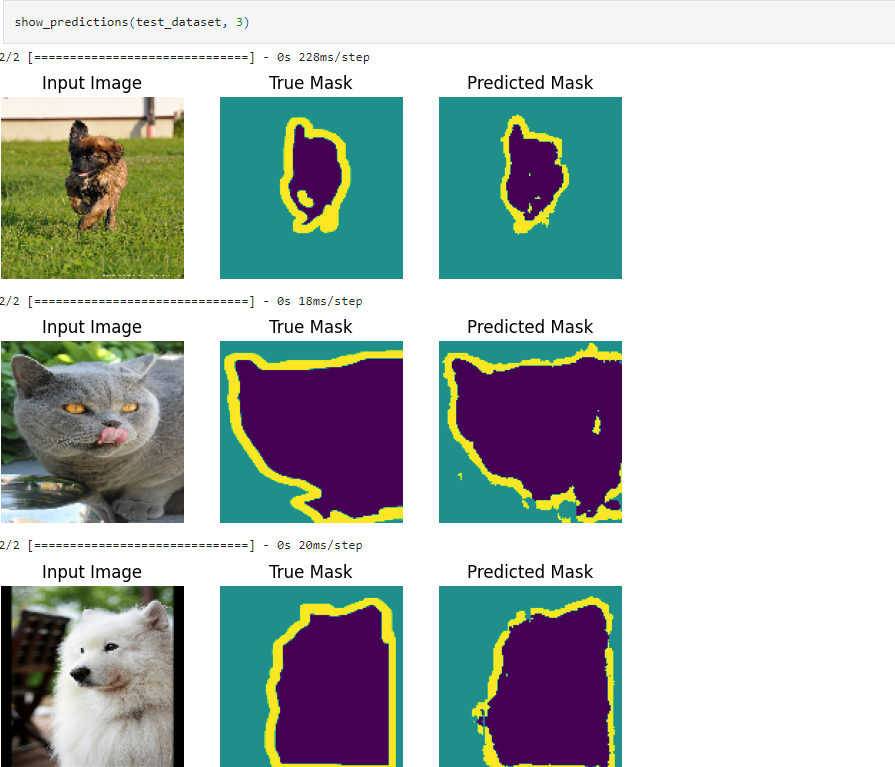 show_predictions(test_dataset, 3)
2/2 [==============================] - 0s 228ms/step
Input Image True Mask Predicted Mask
2/2 [==============================] - 0s 18ms/step
Input Image True Mask Predicted Mask
2/2 [==============================] - 0s 20ms/step
Input Image True Mask Predicted Mask